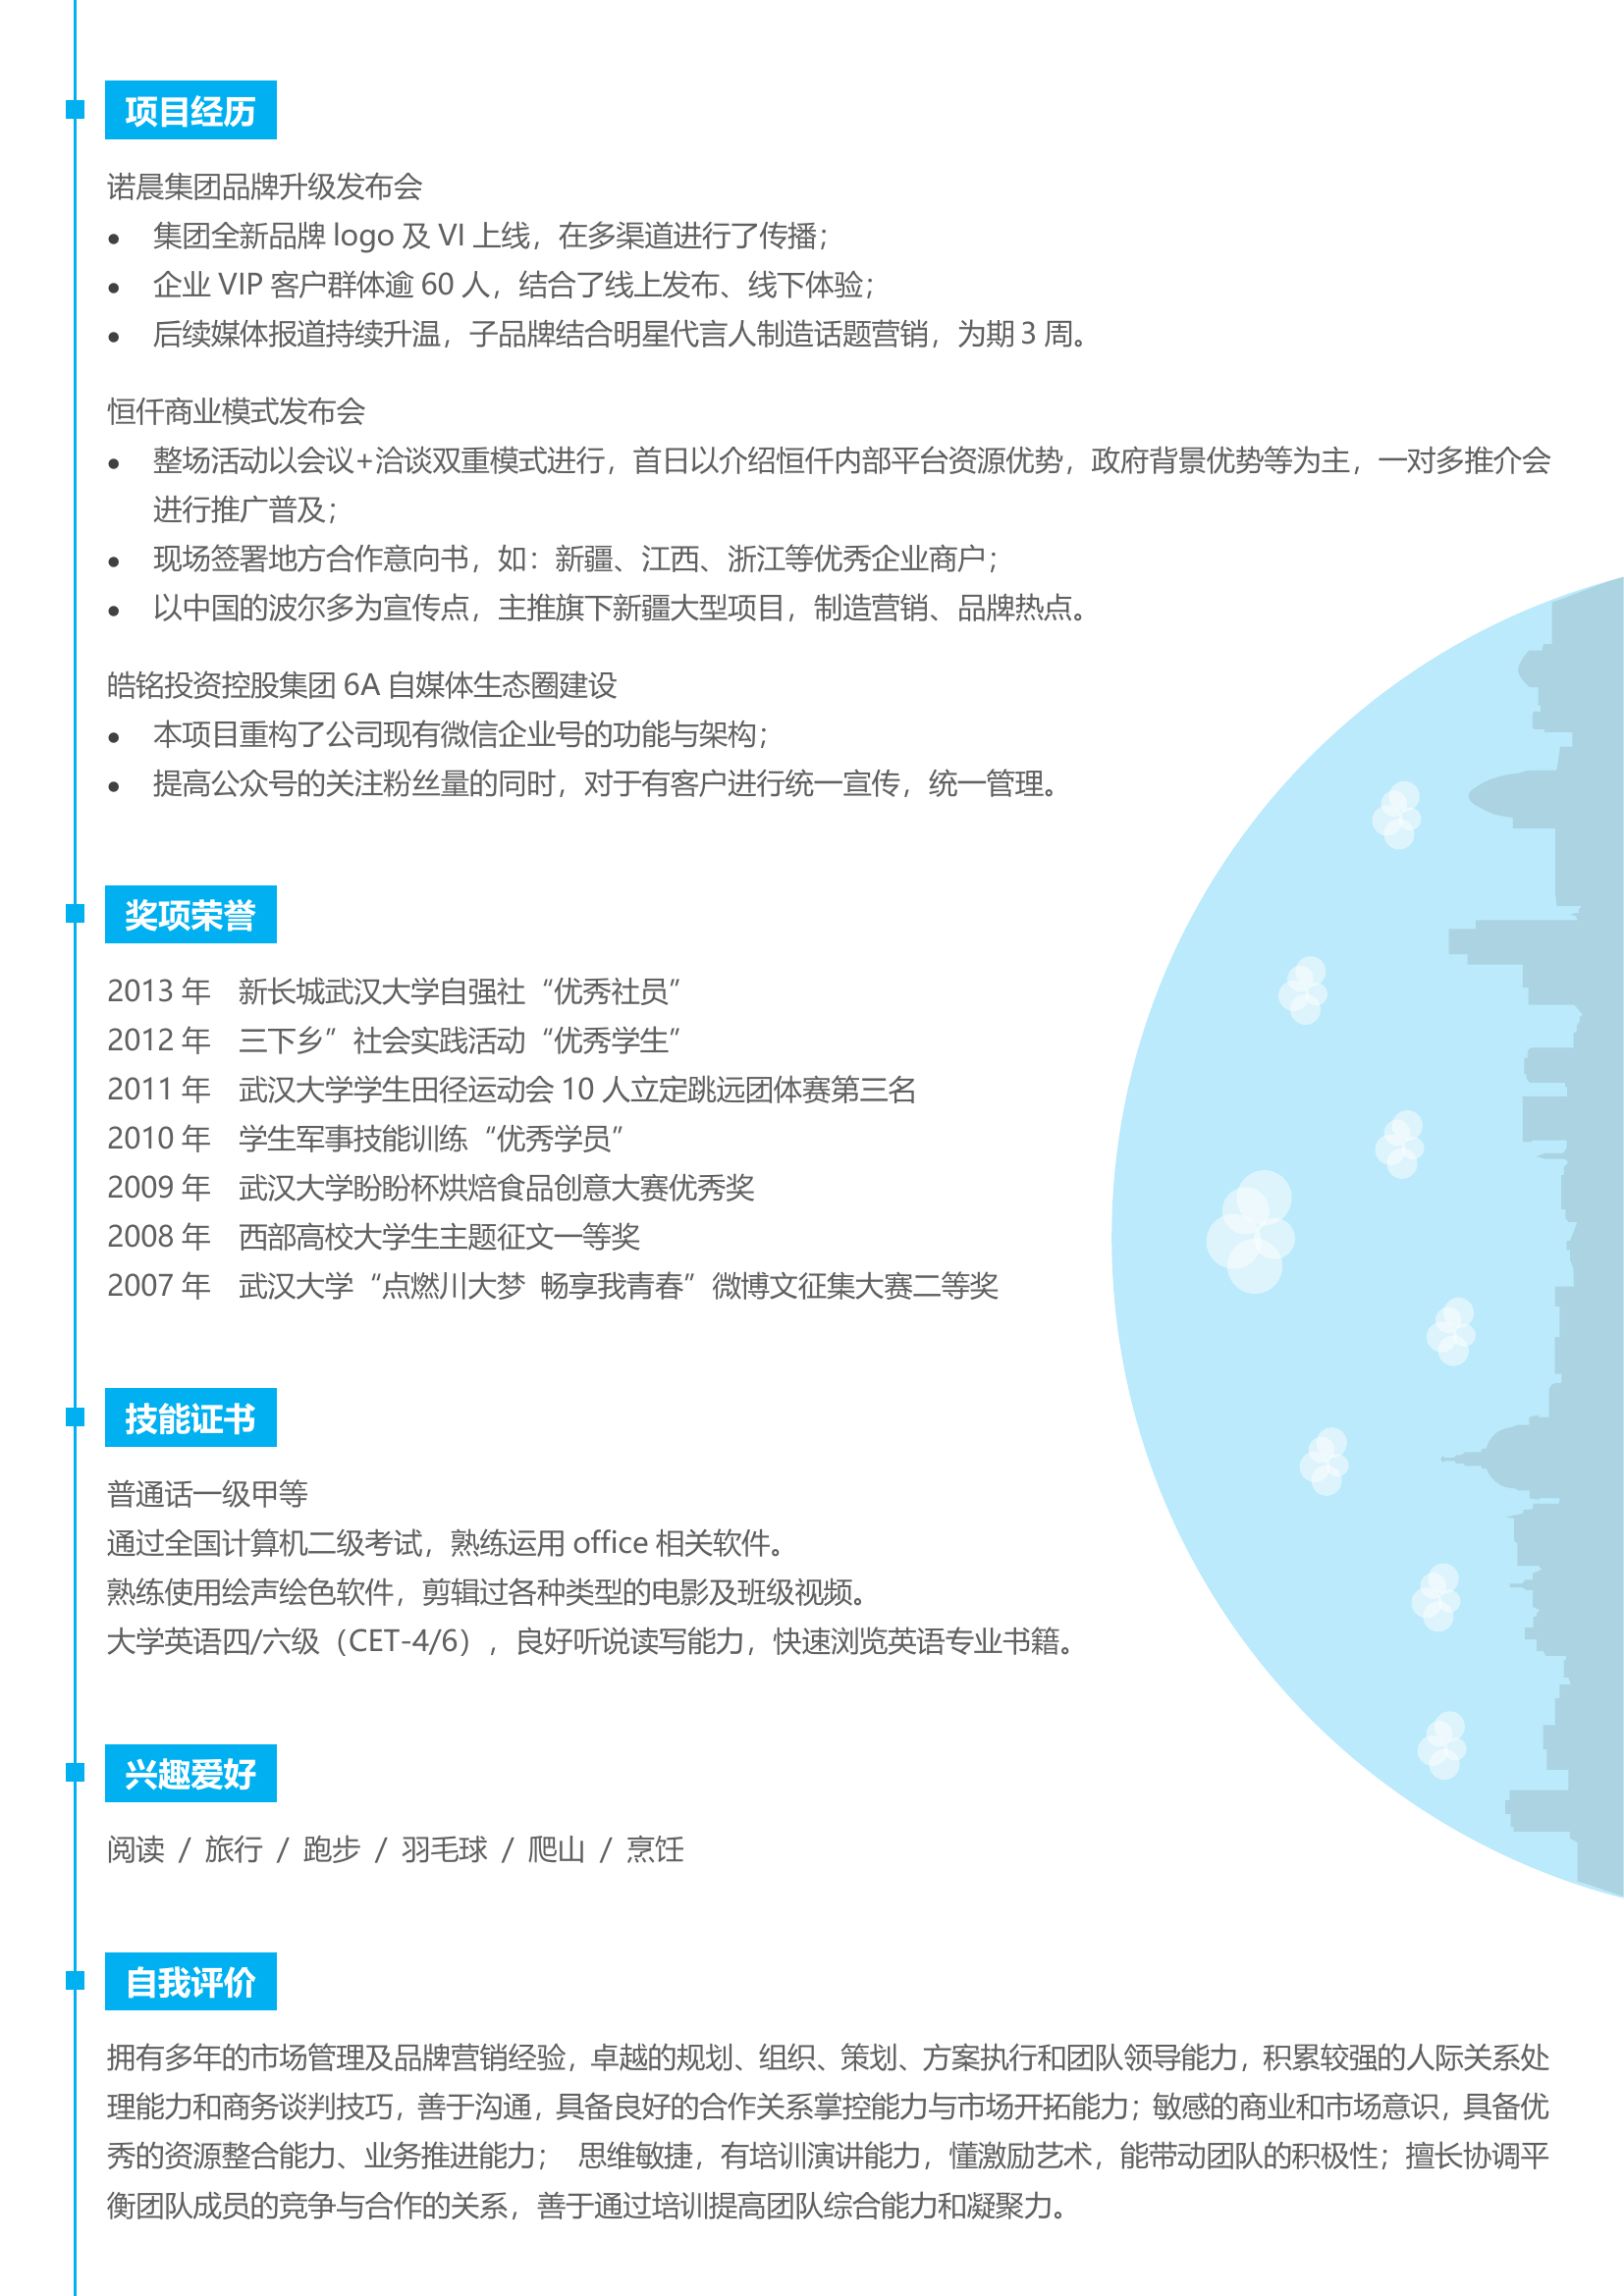 项目经历
诺晨集团品牌升级发布会
● 集团全新品牌 logo 及 VI 上线，在多渠道进行了传播；
● 企业 VIP 客户群体逾 60 人，结合了线上发布、线下体验；
● 后续媒体报道持续升温，子品牌结合明星代言人制造话题营销，为期 3 周。
恒仟商业模式发布会
● 整场活动以会议+洽谈双重模式进行，首日以介绍恒仟内部平台资源优势，政府背景优势等为主，一对多推介会
进行推广普及；
● 现场签署地方合作意向书，如：新疆、江西、浙江等优秀企业商户；
● 以中国的波尔多为宣传点，主推旗下新疆大型项目，制造营销、品牌热点。
皓铭投资控股集团 6A 自媒体生态圈建设
● 本项目重构了公司现有微信企业号的功能与架构；
● 提高公众号的关注粉丝量的同时，对于有客户进行统一宣传，统一管理。
奖项荣誉
2013 年 新长城武汉大学自强社“优秀社员”
2012 年 三下乡”社会实践活动“优秀学生”
2011 年 武汉大学学生田径运动会 10 人立定跳远团体赛第三名
2010 年 学生军事技能训练“优秀学员”
2009 年 武汉大学盼盼杯烘焙食品创意大赛优秀奖
2008 年 西部高校大学生主题征文一等奖
2007 年 武汉大学“点燃川大梦 畅享我青春”微博文征集大赛二等奖
技能证书
普通话一级甲等
通过全国计算机二级考试，熟练运用 office 相关软件。
熟练使用绘声绘色软件，剪辑过各种类型的电影及班级视频。
大学英语四/六级（CET-4/6），良好听说读写能力，快速浏览英语专业书籍。
兴趣爱好
阅读 / 旅行 / 跑步 / 羽毛球 / 爬山 / 烹饪
自我评价
拥有多年的市场管理及品牌营销经验，卓越的规划、组织、策划、方案执行和团队领导能力，积累较强的人际关系处
理能力和商务谈判技巧，善于沟通，具备良好的合作关系掌控能力与市场开拓能力；敏感的商业和市场意识，具备优
秀的资源整合能力、业务推进能力； 思维敏捷，有培训演讲能力，懂激励艺术，能带动团队的积极性；擅长协调平
衡团队成员的竞争与合作的关系，善于通过培训提高团队综合能力和凝聚力。